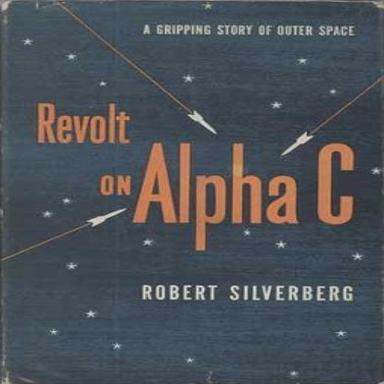 A GRIPPING STORY OF OUTER SPACE
Revolt
ON Alpha C
ROBERT SILVERBERG